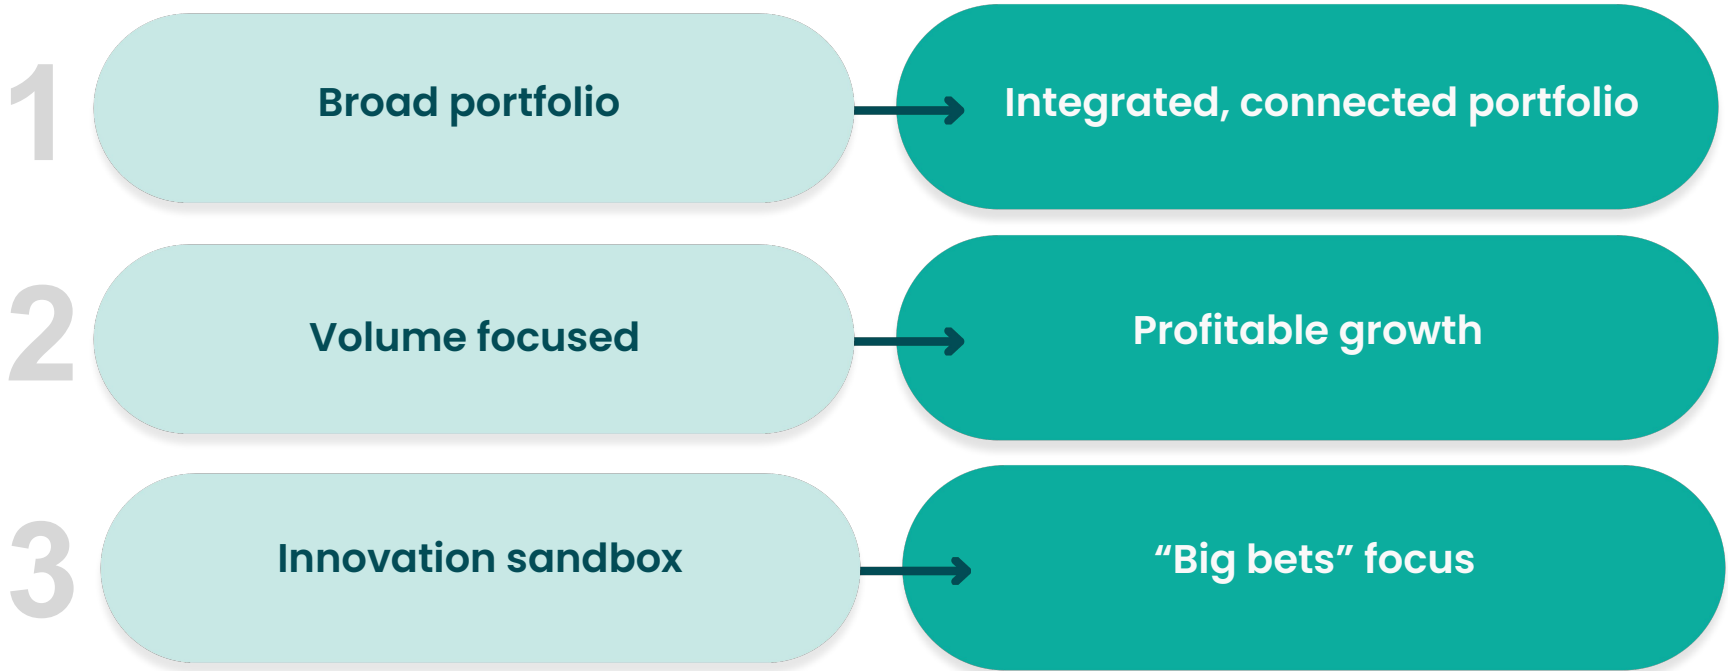 1
Broad portfolio
Integrated, connected portfolio
2
Volume focused
Profitable growth
3
Innovation sandbox
“Big bets” focus